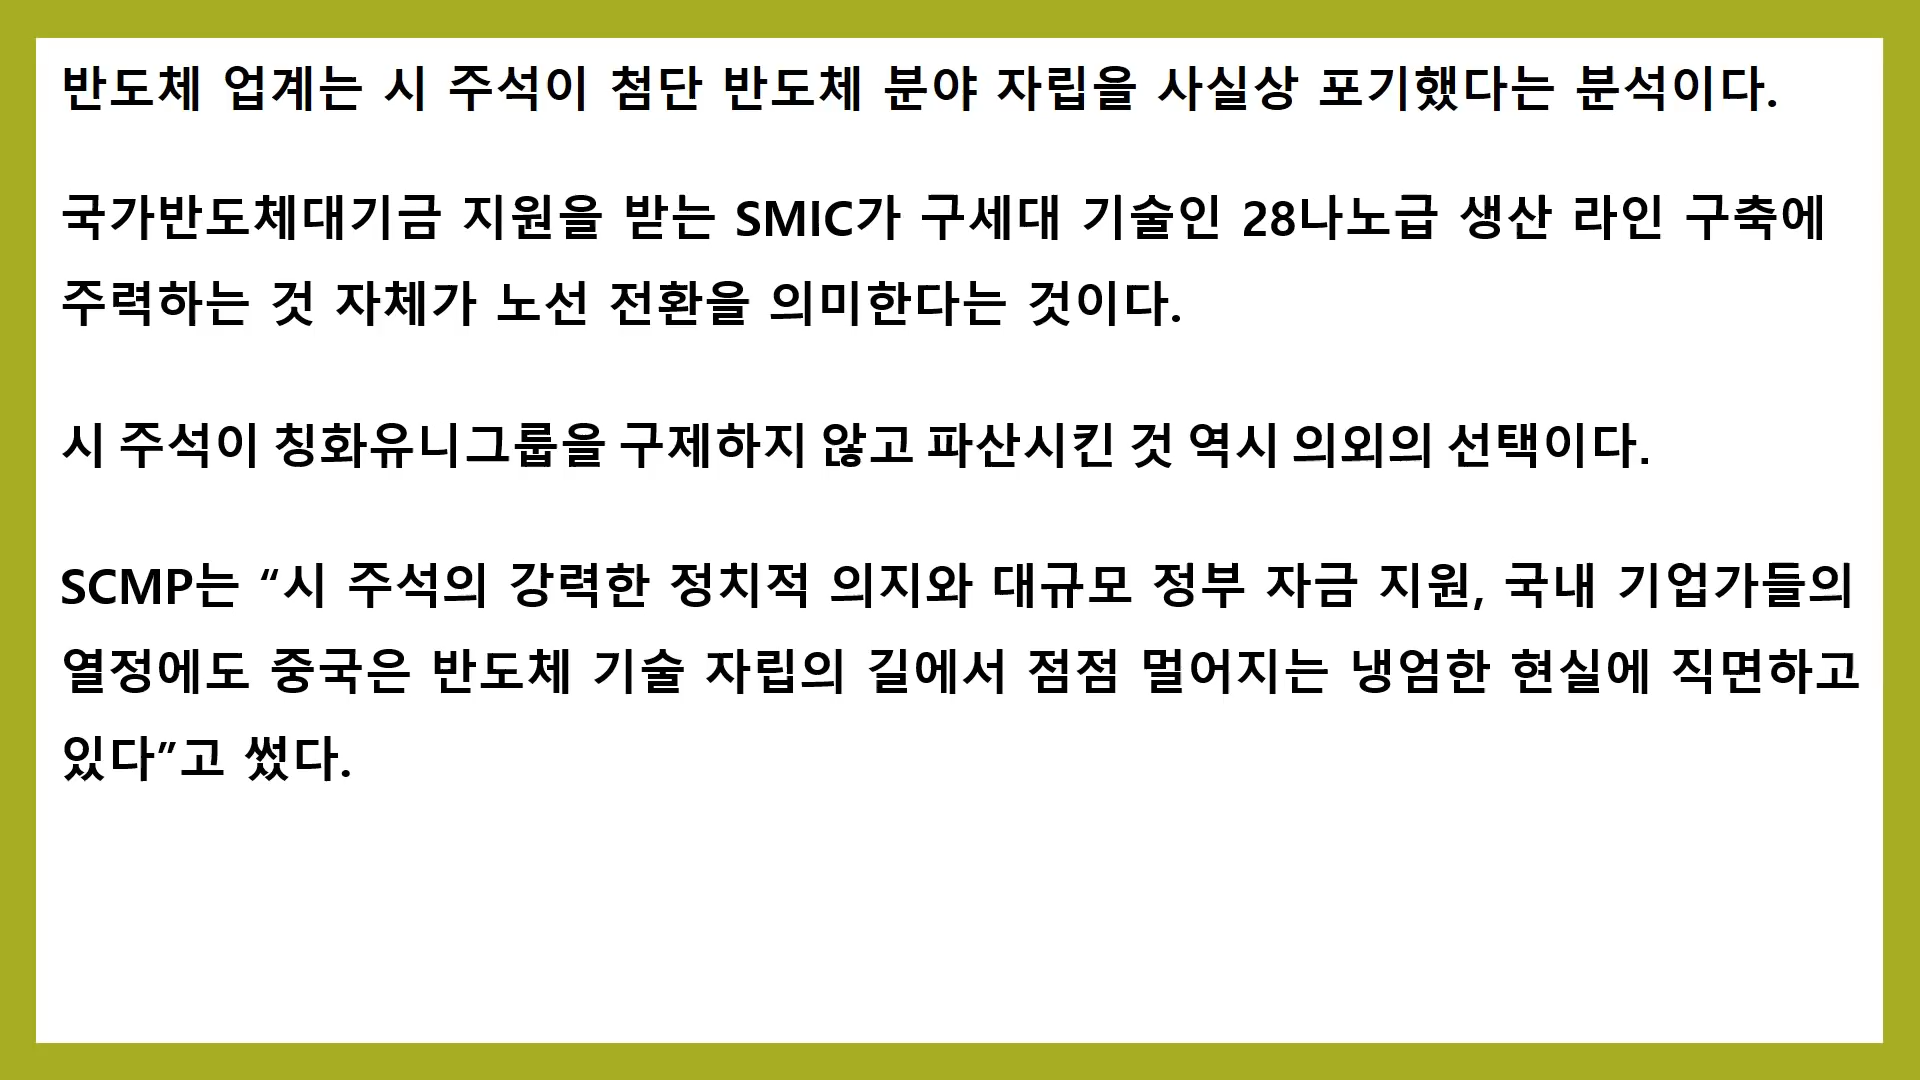 반도체 업계는 시 주석이 첨단 반도체 분야 자립을 사실상 포기했다는 분석이다.
국가반도체대기금 지원을 받는 SMIC가 구세대 기술인 28나노급 생산 라인 구축에
주력하는 것 자체가 노선 전환을 의미한다는 것이다.
시 주석이 칭화유니그룹을 구제하지 않고 파산시킨 것 역시 의외의 선택이다.
SCMP는 “시 주석의 강력한 정치적 의지와 대규모 정부 자금 지원, 국내 기업가들의
열정에도 중국은 반도체 기술 자립의 길에서 점점 멀어지는 냉엄한 현실에 직면하고
있다”고 썼다.